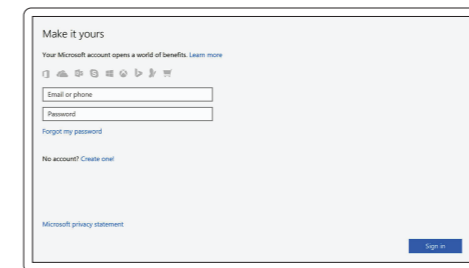 Make it yours
Your Microsoft account opens a world of benefits. Learn more
Email or phone
Password
Forgot my password
No account? Create one!
Microsoft privacy statement
Sign in